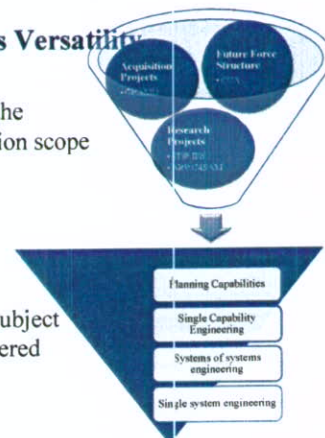 s Versatility
Acquisition
Projects
Future Force
Structure
the
ion scope
Research
Projects
Planning Capabilities
ubject
Single Capability
Engineering
ered
Systems of systems
engineering
Single system engineering